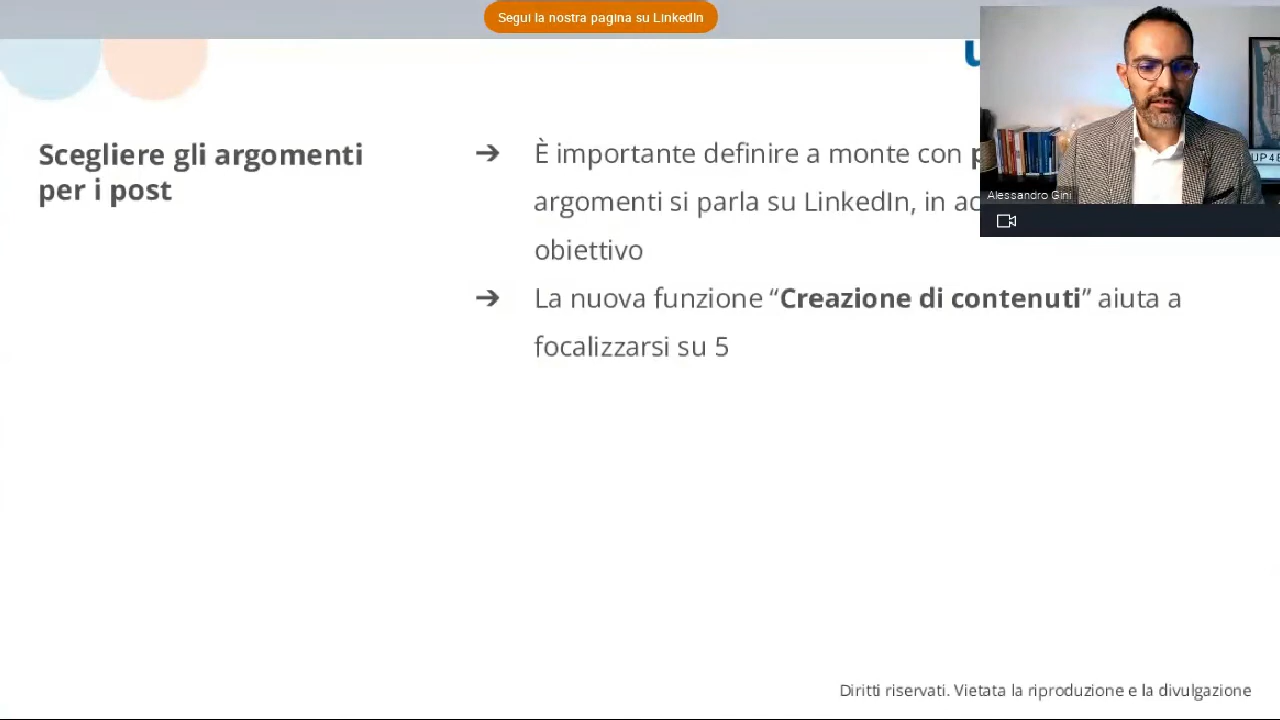 Segui la nostra pagina su LinkedIn
Scegliere gli argomenti
per i post
➔ È importante definire a monte con
argomenti si parla su LinkedIn, in
obiettivo
➔ La nuova funzione “Creazione di contenuti” aiuta a
focalizzarsi su 5
UP4B
Alessandro Gini
Diritti riservati. Vietata la riproduzione e la divulgazione